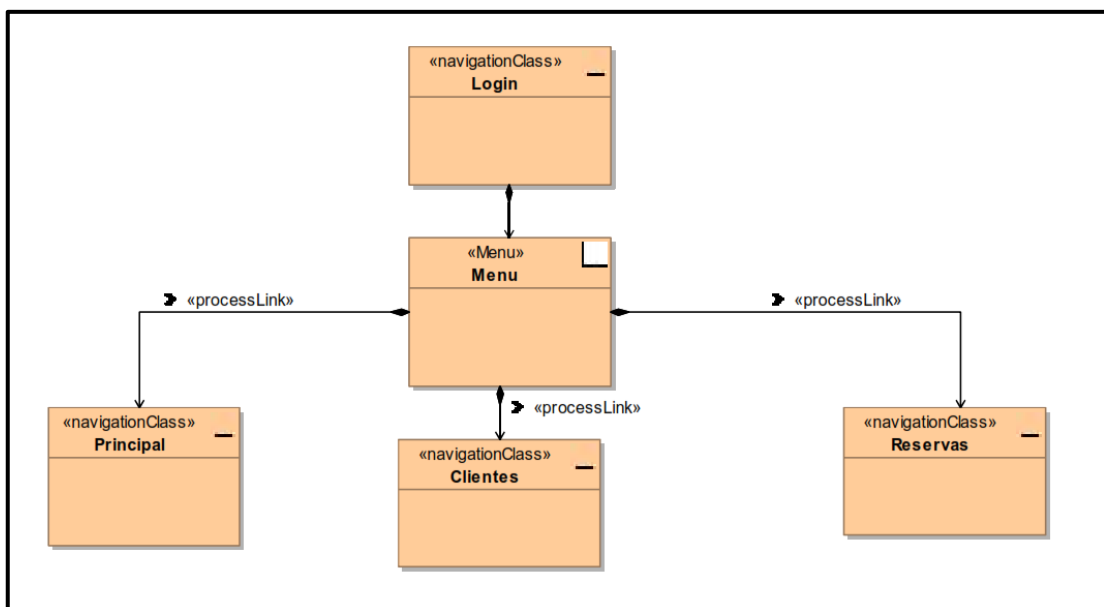 «navigationClass»
Login
«Menu»
Menu
«processLink»
«processLink»
«processLink»
«navigationClass»
Principal
«navigationClass»
Clientes
«navigationClass»
Reservas